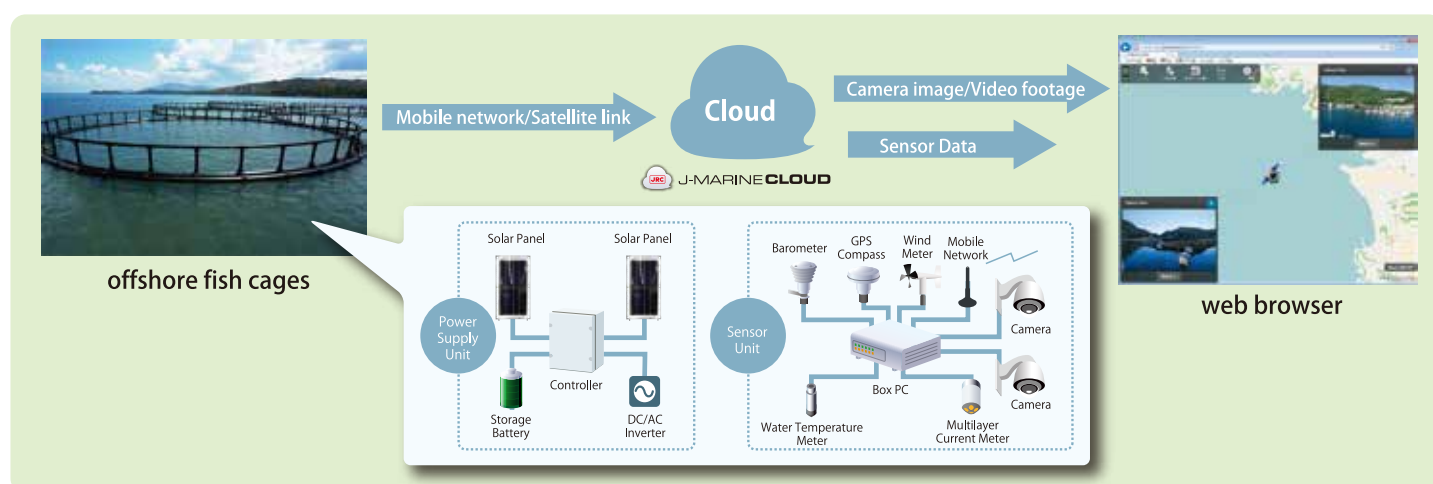 offshore fish cages
Mobile network/Satellite link
Cloud
JRC J-MARINE CLOUD
Camera image/Video footage
Sensor Data
web browser
Power
Supply
Unit
Solar Panel
Solar Panel
Controller
Storage
Battery
DC/AC
Inverter
Sensor
Unit
Barometer
GPS
Compass
Wind
Meter
Mobile
Network
Camera
Box PC
Camera
Water Temperature
Meter
Multilayer
Current Meter